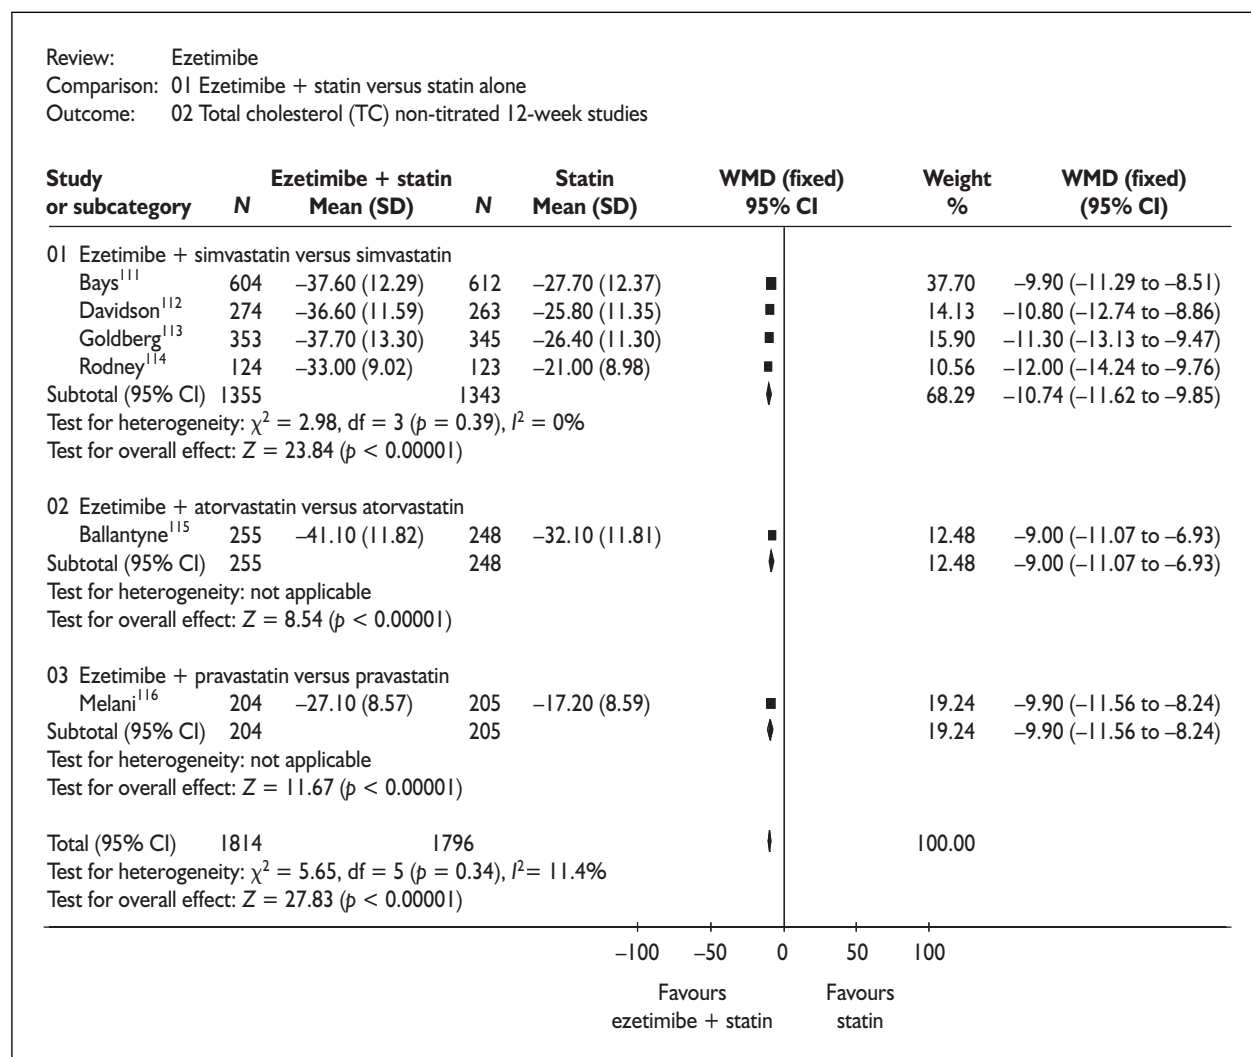 Review: Ezetimibe
Comparison: 01 Ezetimibe + statin versus statin alone
Outcome: 02 Total cholesterol (TC) non-titrated 12-week studies
Study Ezetimibe + statin Statin WMD (fixed) Weight WMD (fixed)
or subcategory N Mean (SD) N Mean (SD) 95% CI % (95% CI)
01 Ezetimibe + simvastatin versus simvastatin
Bays111 604 –37.60 (12.29) 612 –27.70 (12.37) 37.70 –9.90 (–11.29 to –8.51)
Davidson112 274 –36.60 (11.59) 263 –25.80 (11.35) 14.13 –10.80 (–12.74 to –8.86)
Goldberg113 353 –37.70 (13.30) 345 –26.40 (11.30) 15.90 –11.30 (–13.13 to –9.47)
Rodney114 124 –33.00 (9.02) 123 –21.00 (8.98) 10.56 –12.00 (–14.24 to –9.76)
Subtotal (95% CI) 1355 1343 68.29 –10.74 (–11.62 to –9.85)
Test for heterogeneity: χ2 = 2.98, df = 3 (p = 0.39), I2 = 0%
Test for overall effect: Z = 23.84 (p < 0.00001)
02 Ezetimibe + atorvastatin versus atorvastatin
Ballantyne115 255 –41.10 (11.82) 248 –32.10 (11.81) 12.48 –9.00 (–11.07 to –6.93)
Subtotal (95% CI) 255 248 12.48 –9.00 (–11.07 to –6.93)
Test for heterogeneity: not applicable
Test for overall effect: Z = 8.54 (p < 0.00001)
03 Ezetimibe + pravastatin versus pravastatin
Melani116 204 –27.10 (8.57) 205 –17.20 (8.59) 19.24 –9.90 (–11.56 to –8.24)
Subtotal (95% CI) 204 205 19.24 –9.90 (–11.56 to –8.24)
Test for heterogeneity: not applicable
Test for overall effect: Z = 11.67 (p < 0.00001)
Total (95% CI) 1814 1796 100.00
Test for heterogeneity: χ2 = 5.65, df = 5 (p = 0.34), I2= 11.4%
Test for overall effect: Z = 27.83 (p < 0.00001)
–100 –50 0 50 100
Favours Favours
ezetimibe + statin statin